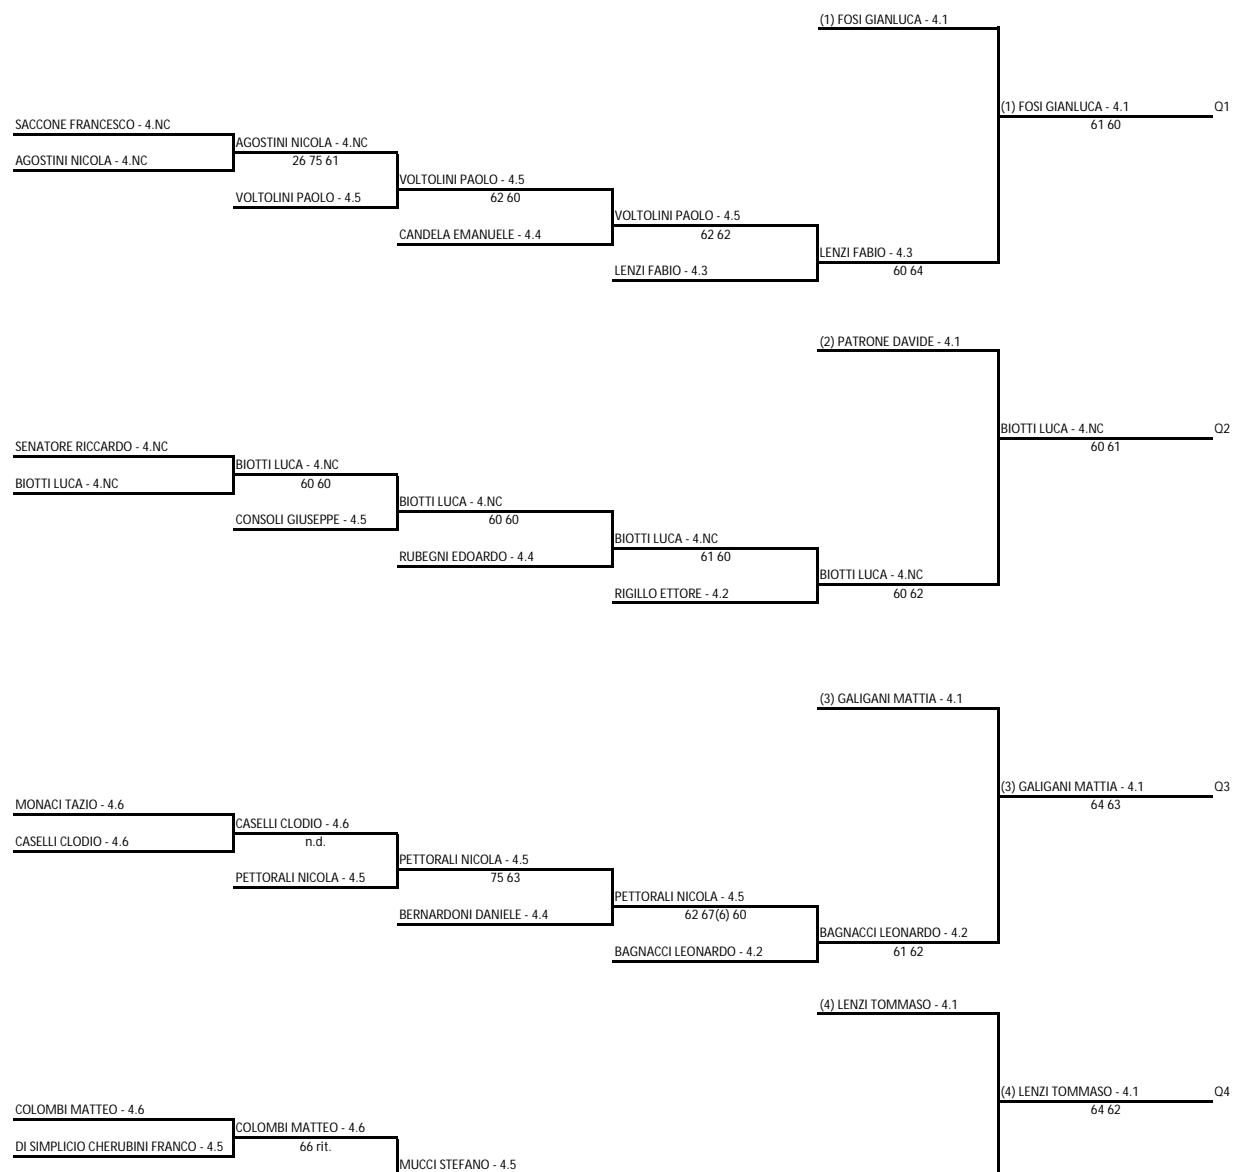 (1) FOSI GIANLUCA - 4.1
(1) FOSI GIANLUCA - 4.1 Q1
61 60
SACCONE FRANCESCO - 4.NC
AGOSTINI NICOLA - 4.NC
AGOSTINI NICOLA - 4.NC
26 75 61
VOLTOLINI PAOLO - 4.5
VOLTOLINI PAOLO - 4.5
62 60
CANDELA EMANUELE - 4.4
VOLTOLINI PAOLO - 4.5
62 62
LENZI FABIO - 4.3
LENZI FABIO - 4.3
60 64
(2) PATRONE DAVIDE - 4.1
BIOTTI LUCA - 4.NC Q2
60 61
SENATORE RICCARDO - 4.NC
BIOTTI LUCA - 4.NC
BIOTTI LUCA - 4.NC
60 60
CONSOLI GIUSEPPE - 4.5
BIOTTI LUCA - 4.NC
60 60
RUBEGNI EDOARDO - 4.4
BIOTTI LUCA - 4.NC
61 60
RIGILLO ETTORE - 4.2
BIOTTI LUCA - 4.NC
60 62
(3) GALIGANI MATTIA - 4.1
(3) GALIGANI MATTIA - 4.1 Q3
64 63
MONACI TAZIO - 4.6
CASELLI CLODIO - 4.6
CASELLI CLODIO - 4.6
n.d.
PETTORALI NICOLA - 4.5
PETTORALI NICOLA - 4.5
75 63
BERNARDONI DANIELE - 4.4
PETTORALI NICOLA - 4.5
62 67(6) 60
BAGNACCI LEONARDO - 4.2
BAGNACCI LEONARDO - 4.2
61 62
(4) LENZI TOMMASO - 4.1
(4) LENZI TOMMASO - 4.1 Q4
64 62
COLOMBI MATTEO - 4.6
DI SIMPLICIO CHERUBINI FRANCO - 4.5
COLOMBI MATTEO - 4.6
66 rit.
MUCCI STEFANO - 4.5